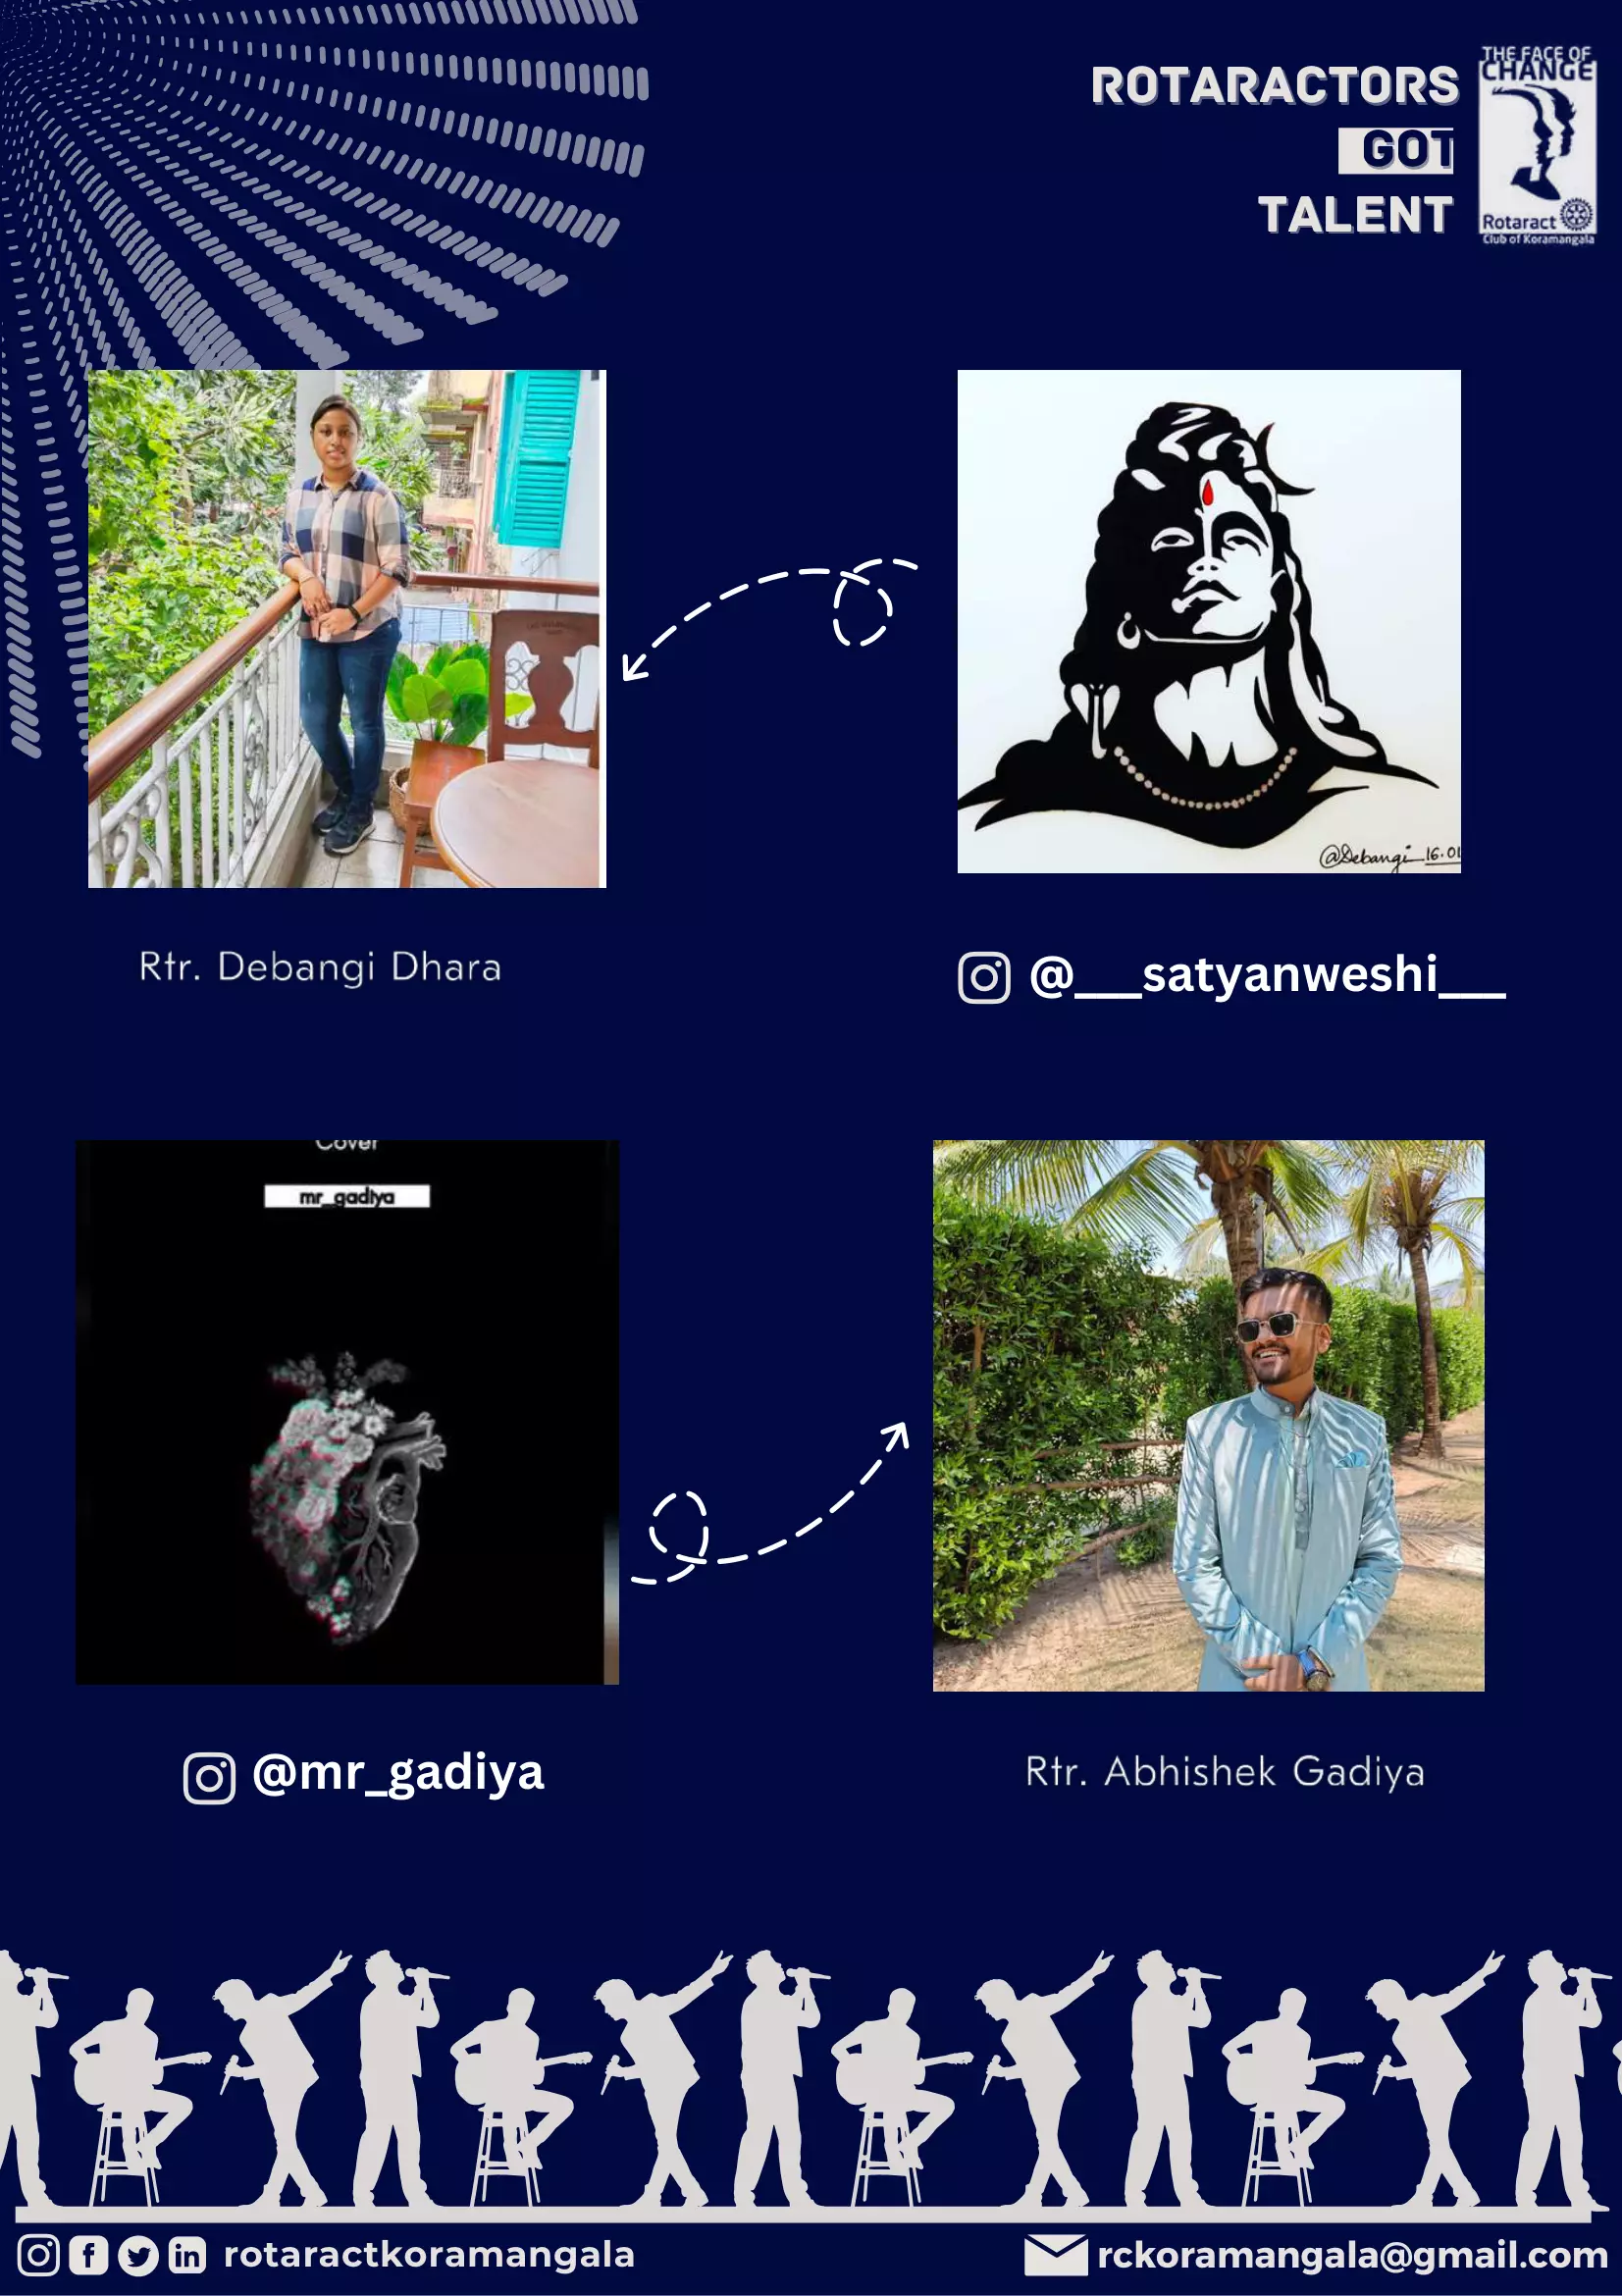 ROTARACTORS
GOT
TALENT
THE FACE OF
CHANGE
Rotaract
Club of Koramangala
@Debangi 16.01
Rtr. Debangi Dhara
@___satyanweshi___
Cover
mr_gadiya
@mr_gadiya
Rtr. Abhishek Gadiya
rotaractkoramangala
rckoramangala@gmail.com